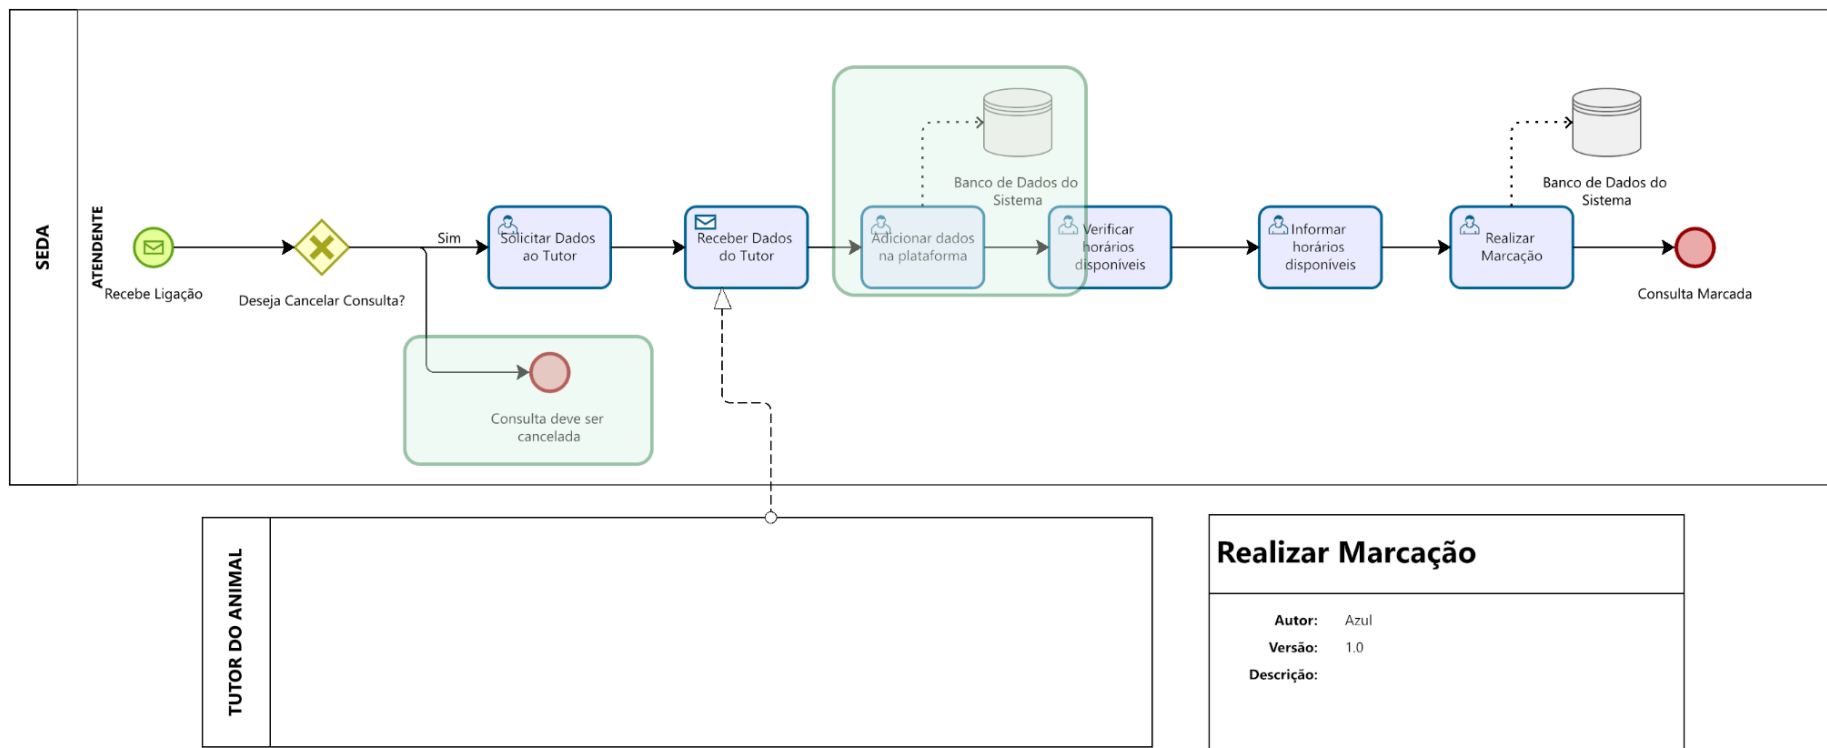 SEDA
ATENDENTE
Recebe Ligação
Deseja Cancelar Consulta?
Sim
Solicitar Dados
ao Tutor
Receber Dados
do Tutor
Adicionar dados
na plataforma
Banco de Dados do
Sistema
Verificar
horários
disponíveis
Informar
horários
disponíveis
Realizar
Marcação
Banco de Dados do
Sistema
Consulta Marcada
Consulta deve ser
cancelada
TUTOR DO ANIMAL
Realizar Marcação
Autor: Azul
Versão: 1.0
Descrição: